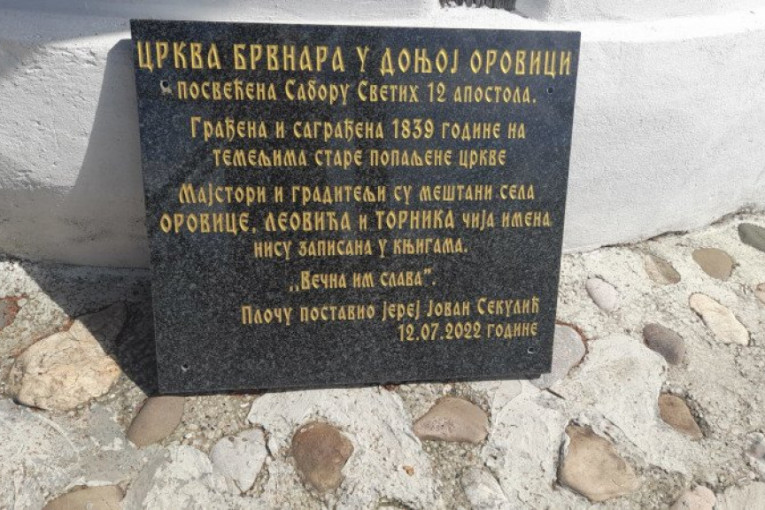 ЦРКВА БРВНАРА У ДОЊОЈ ОРОВИЦИ
посвећена Сабору Светих 12 апостола.
Грађена и саграђена 1839 године на
темељима старе попаљене цркве
Мајстори и градитељи су мештани села
ОРОВИЦЕ, ЛЕОВИЋА и ТОРНИКА чија имена
нису записана у књигама.
,,Вечна им слава".
Плочу поставио јереј Јован Секулић
12.07.2022 године